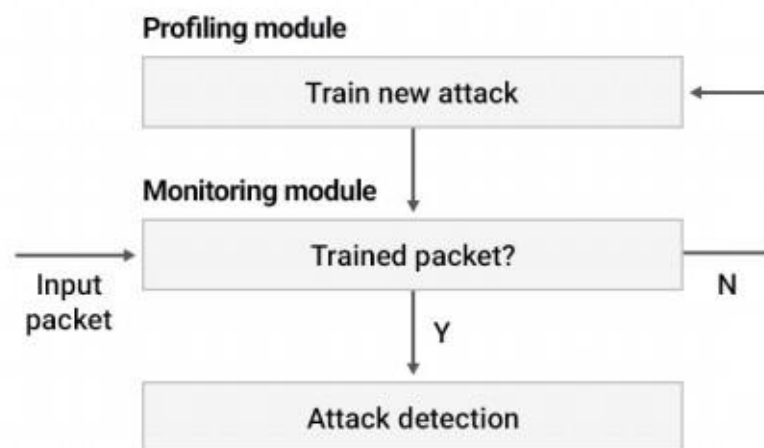 Profiling module
Train new attack
Monitoring module
Trained packet?
Input
packet
N
Y
Attack detection